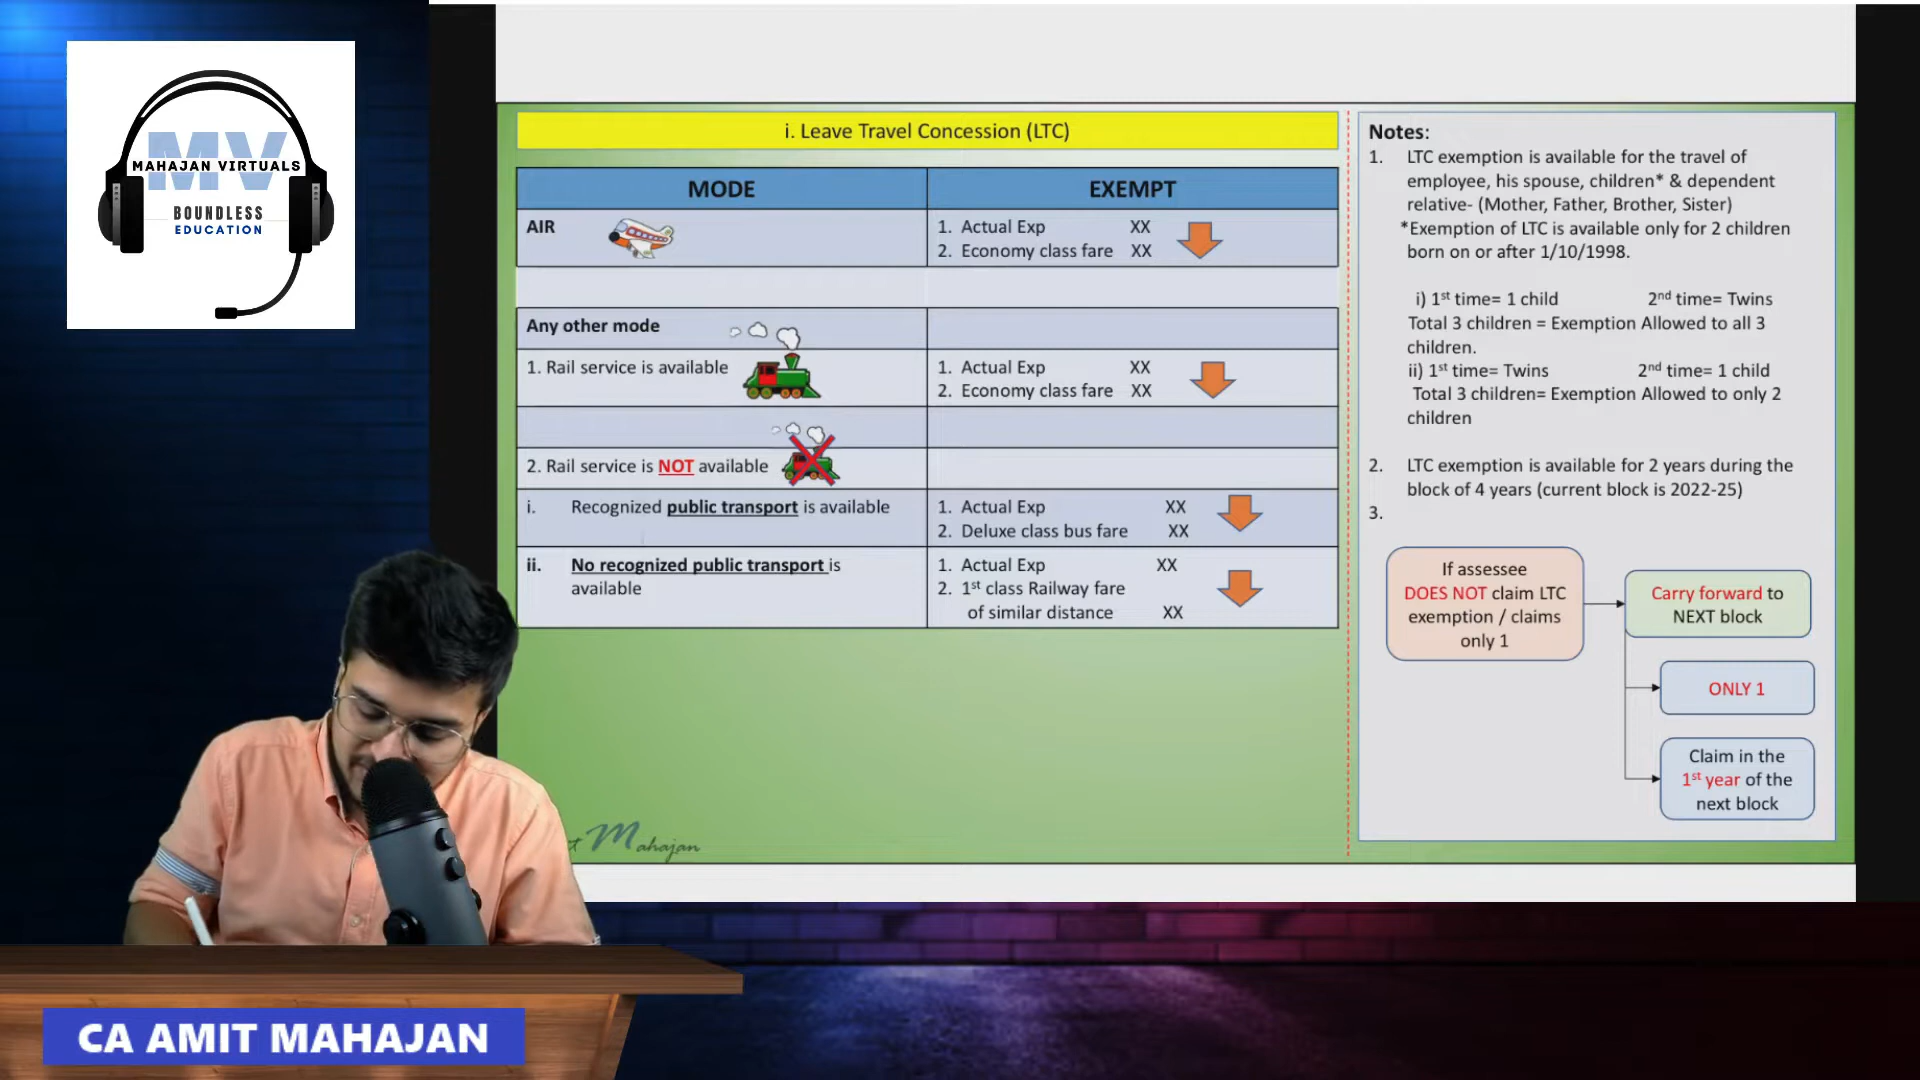 MV
MAHAJAN VIRTUALS
BOUNDLESS
EDUCATION
i. Leave Travel Concession (LTC)
MODE EXEMPT
AIR
1. Actual Exp XX
2. Economy class fare XX
Any other mode
1. Rail service is available
1. Actual Exp XX
2. Economy class fare XX
2. Rail service is NOT available
i. Recognized public transport is available
1. Actual Exp XX
2. Deluxe class bus fare XX
ii. No recognized public transport is
available
1. Actual Exp XX
2. 1st class Railway fare
of similar distance XX
Mahajan
Notes:
1. LTC exemption is available for the travel of
employee, his spouse, children* & dependent
relative- (Mother, Father, Brother, Sister)
*Exemption of LTC is available only for 2 children
born on or after 1/10/1998.
i) 1st time= 1 child 2nd time= Twins
Total 3 children = Exemption Allowed to all 3
children.
ii) 1st time= Twins 2nd time= 1 child
Total 3 children= Exemption Allowed to only 2
children
2. LTC exemption is available for 2 years during the
block of 4 years (current block is 2022-25)
3.
If assessee
DOES NOT claim LTC
exemption / claims
only 1
Carry forward to
NEXT block
ONLY 1
Claim in the
1st year of the
next block
CA AMIT MAHAJAN